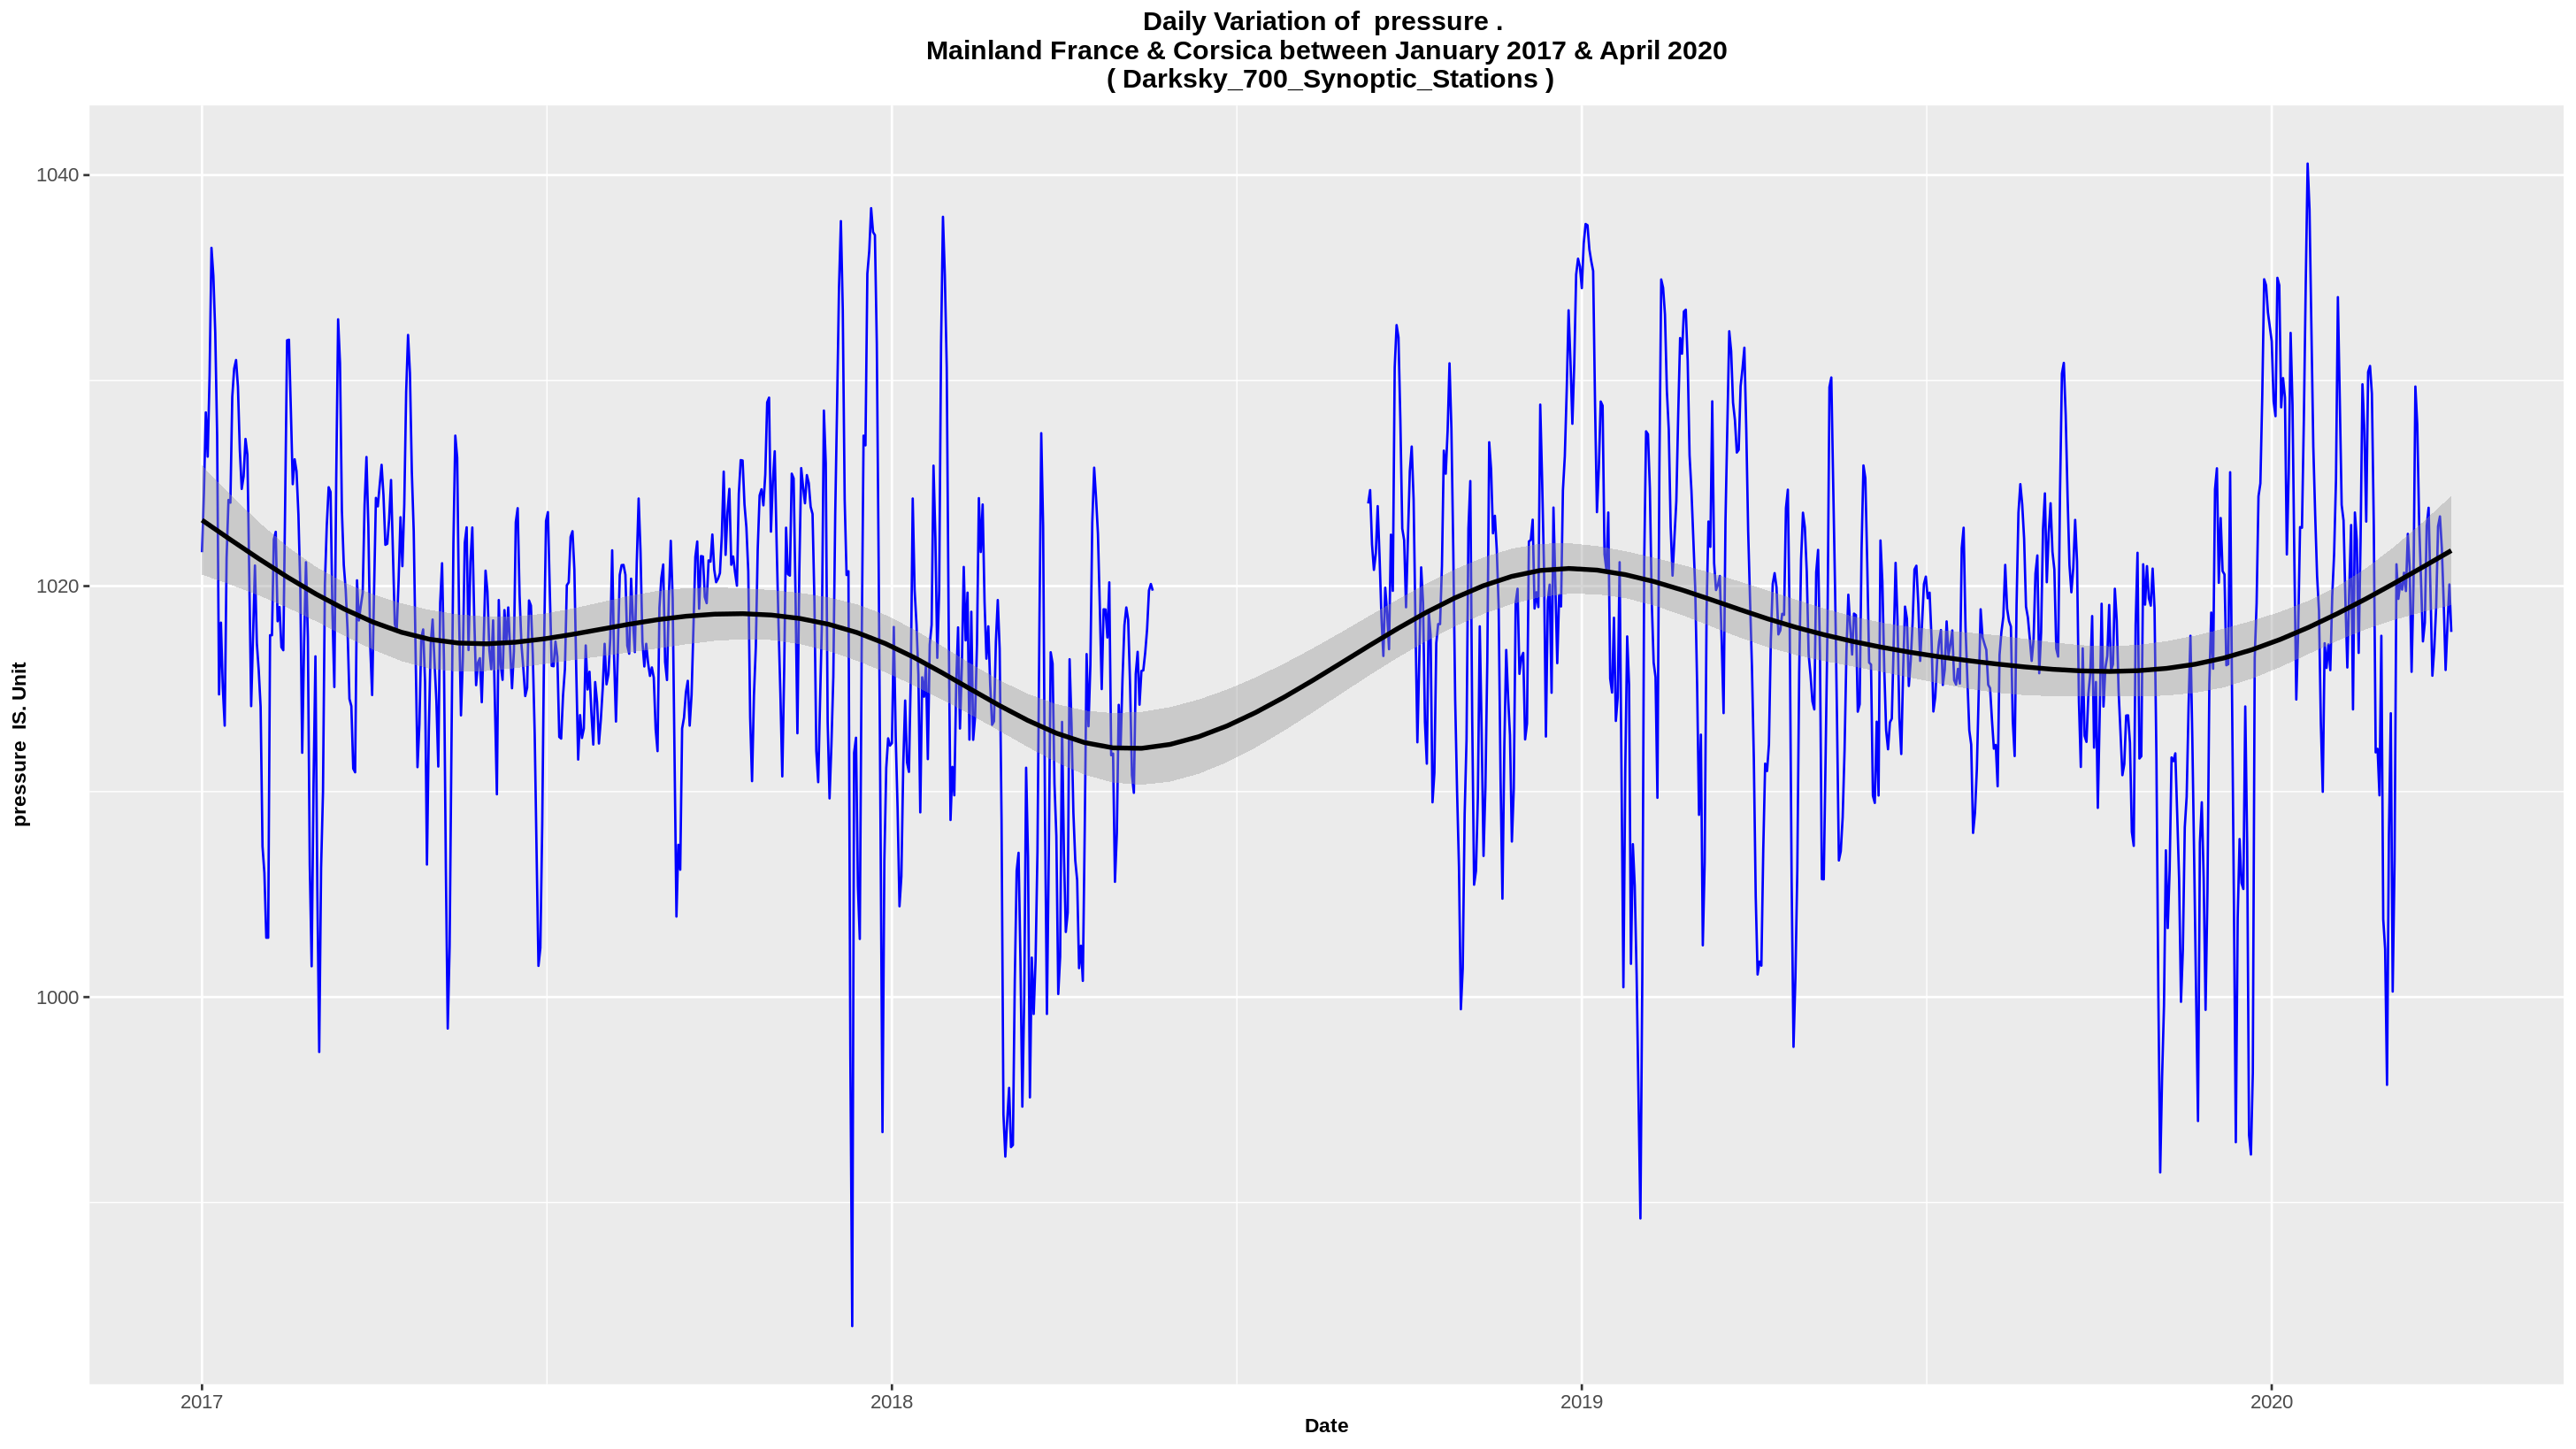 Daily Variation of  pressure .
Mainland France & Corsica between January 2017 & April 2020
( Darksky_700_Synoptic_Stations )
pressure  IS. Unit
1040
1020
1000
2017
2018
2019
2020
Date